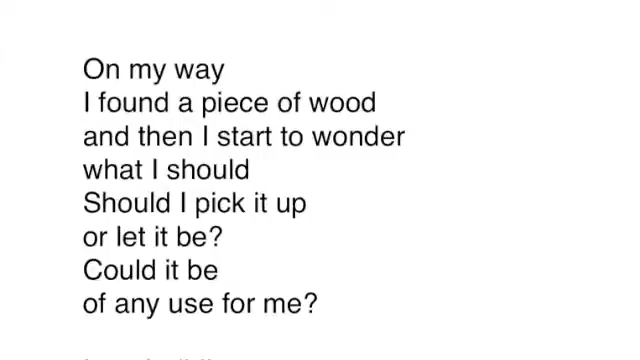 On my way
I found a piece of wood
and then I start to wonder
what I should
Should I pick it up
or let it be?
Could it be
of any use for me?